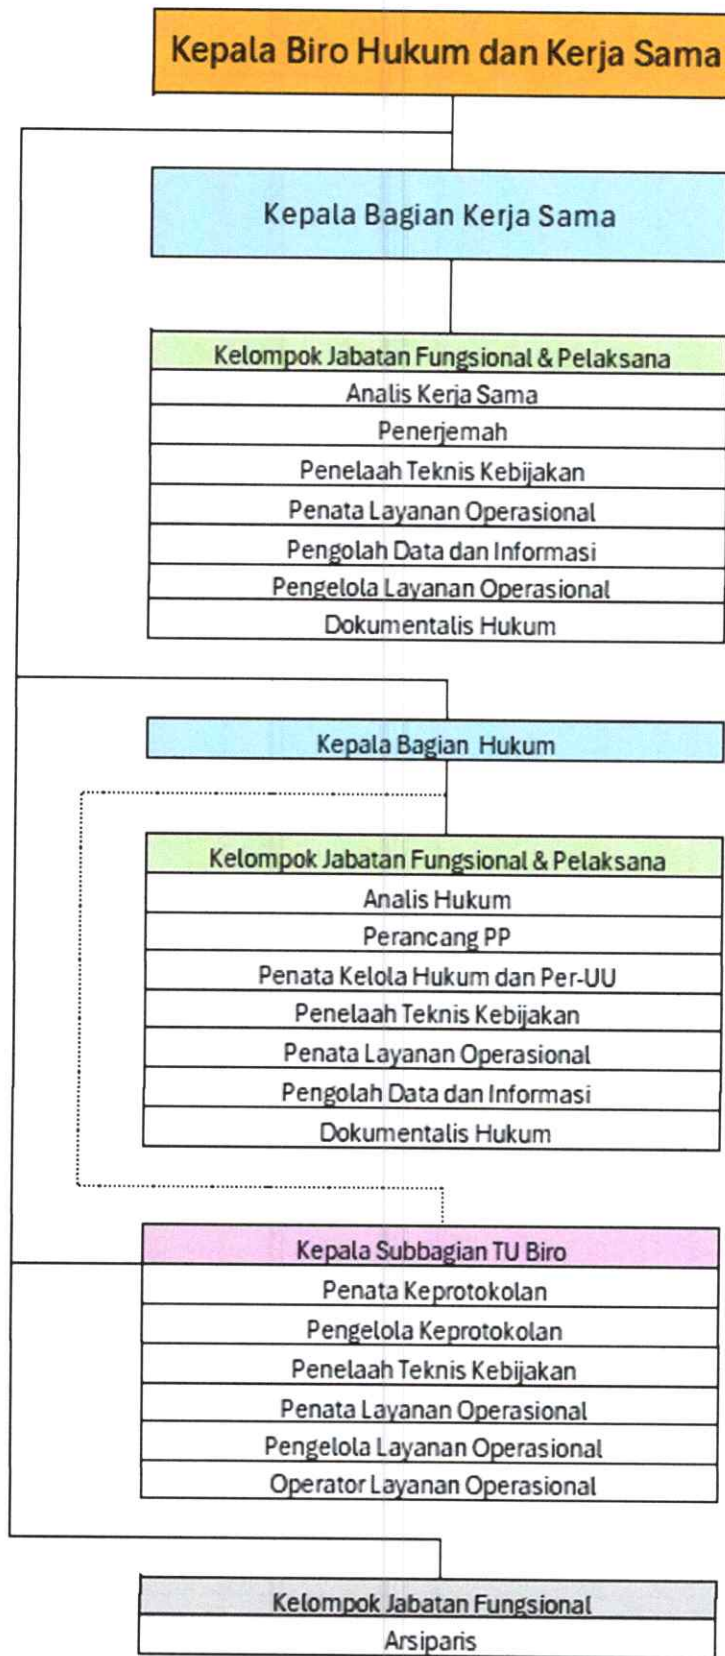 Kepala Biro Hukum dan Kerja Sama
Kepala Bagian Kerja Sama
Kelompok Jabatan Fungsional & Pelaksana
Analis Kerja Sama
Penerjemah
Penelaah Teknis Kebijakan
Penata Layanan Operasional
Pengolah Data dan Informasi
Pengelola Layanan Operasional
Dokumentalis Hukum
Kepala Bagian Hukum
Kelompok Jabatan Fungsional & Pelaksana
Analis Hukum
Perancang PP
Penata Kelola Hukum dan Per-UU
Penelaah Teknis Kebijakan
Penata Layanan Operasional
Pengolah Data dan Informasi
Dokumentalis Hukum
Kepala Subbagian TU Biro
Penata Keprotokolan
Pengelola Keprotokolan
Penelaah Teknis Kebijakan
Penata Layanan Operasional
Pengelola Layanan Operasional
Operator Layanan Operasional
Kelompok Jabatan Fungsional
Arsiparis